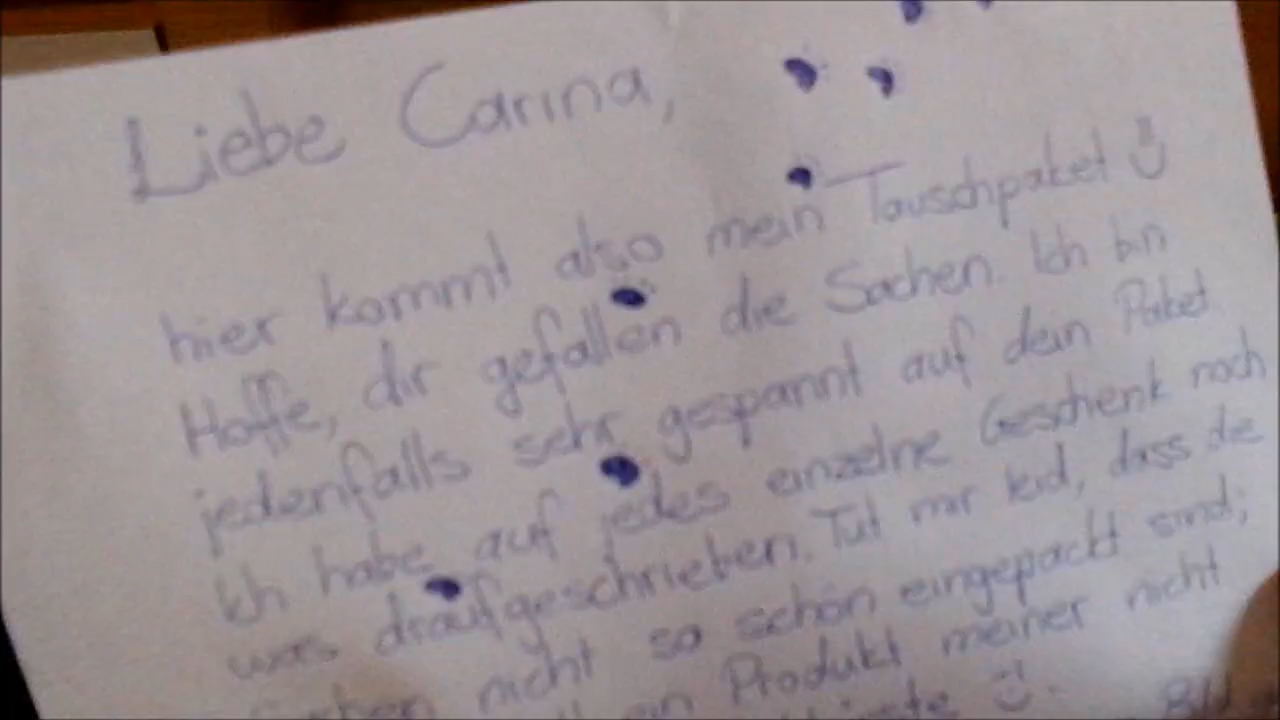 Liebe Carina,
hier kommt also mein Tauschpaket
Hoffe, dir gefallen die Sachen. Ich bin
jedenfalls sehr gespannt auf dein Paket.
Ich habe auf jedes einzelne Geschenk noch
was draufgeschrieben. Tut mir leid, dass die
nicht so schön eingepackt sind;
ein Produkt meiner nicht